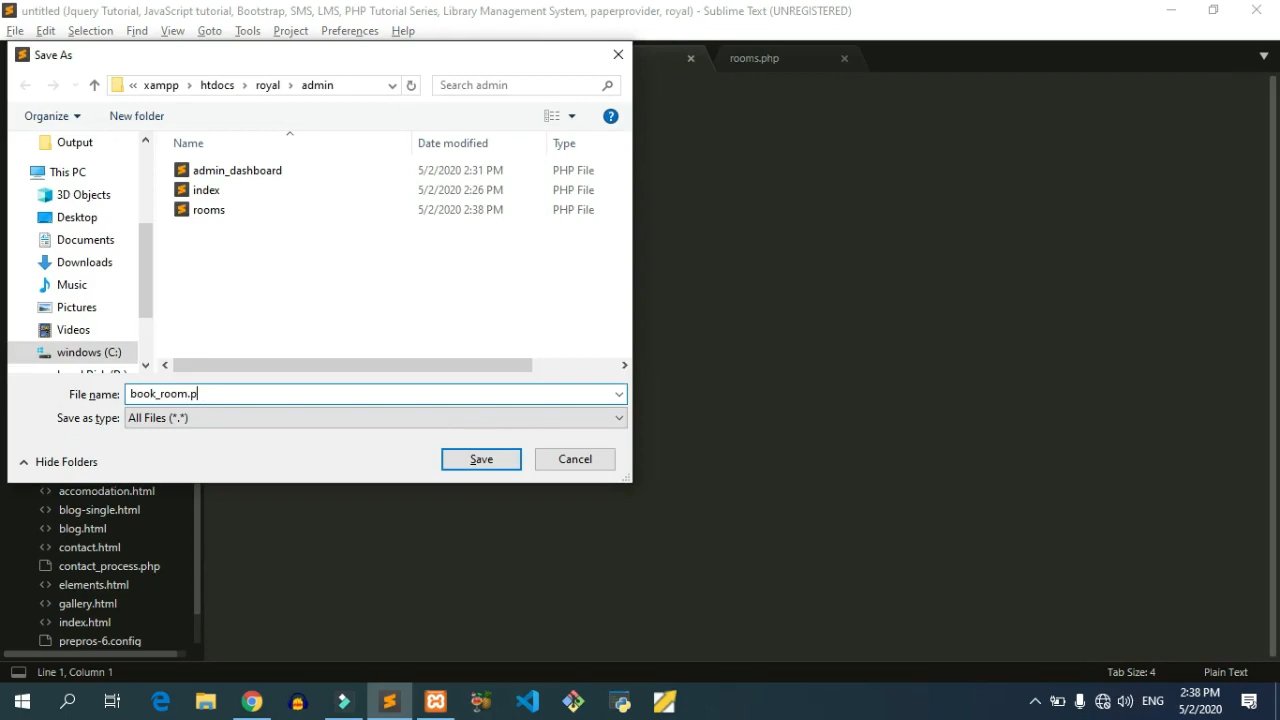 untitled (Jquery Tutorial, JavaScript tutorial, Bootstrap, SMS, LMS, PHP Tutorial Series, Library Management System, paperprovider, royal) - Sublime Text (UNREGISTERED)
File Edit Selection Find View Goto Tools Project Preferences Help
Save As
rooms.php
« xampp > htdocs > royal > admin
Search admin
Organize
New folder
Name Date modified Type
Output
This PC
3D Objects
Desktop
Documents
Downloads
Music
Pictures
Videos
windows (C:)
admin_dashboard 5/2/2020 2:31 PM PHP File
index 5/2/2020 2:26 PM PHP File
rooms 5/2/2020 2:38 PM PHP File
File name: book_room.p
Save as type: All Files (*.*)
Hide Folders
Save
Cancel
accomodation.html
blog-single.html
blog.html
contact.html
contact_process.php
elements.html
gallery.html
index.html
prepros-6.config
Line 1, Column 1
Tab Size: 4
Plain Text
ENG
2:38 PM
5/2/2020